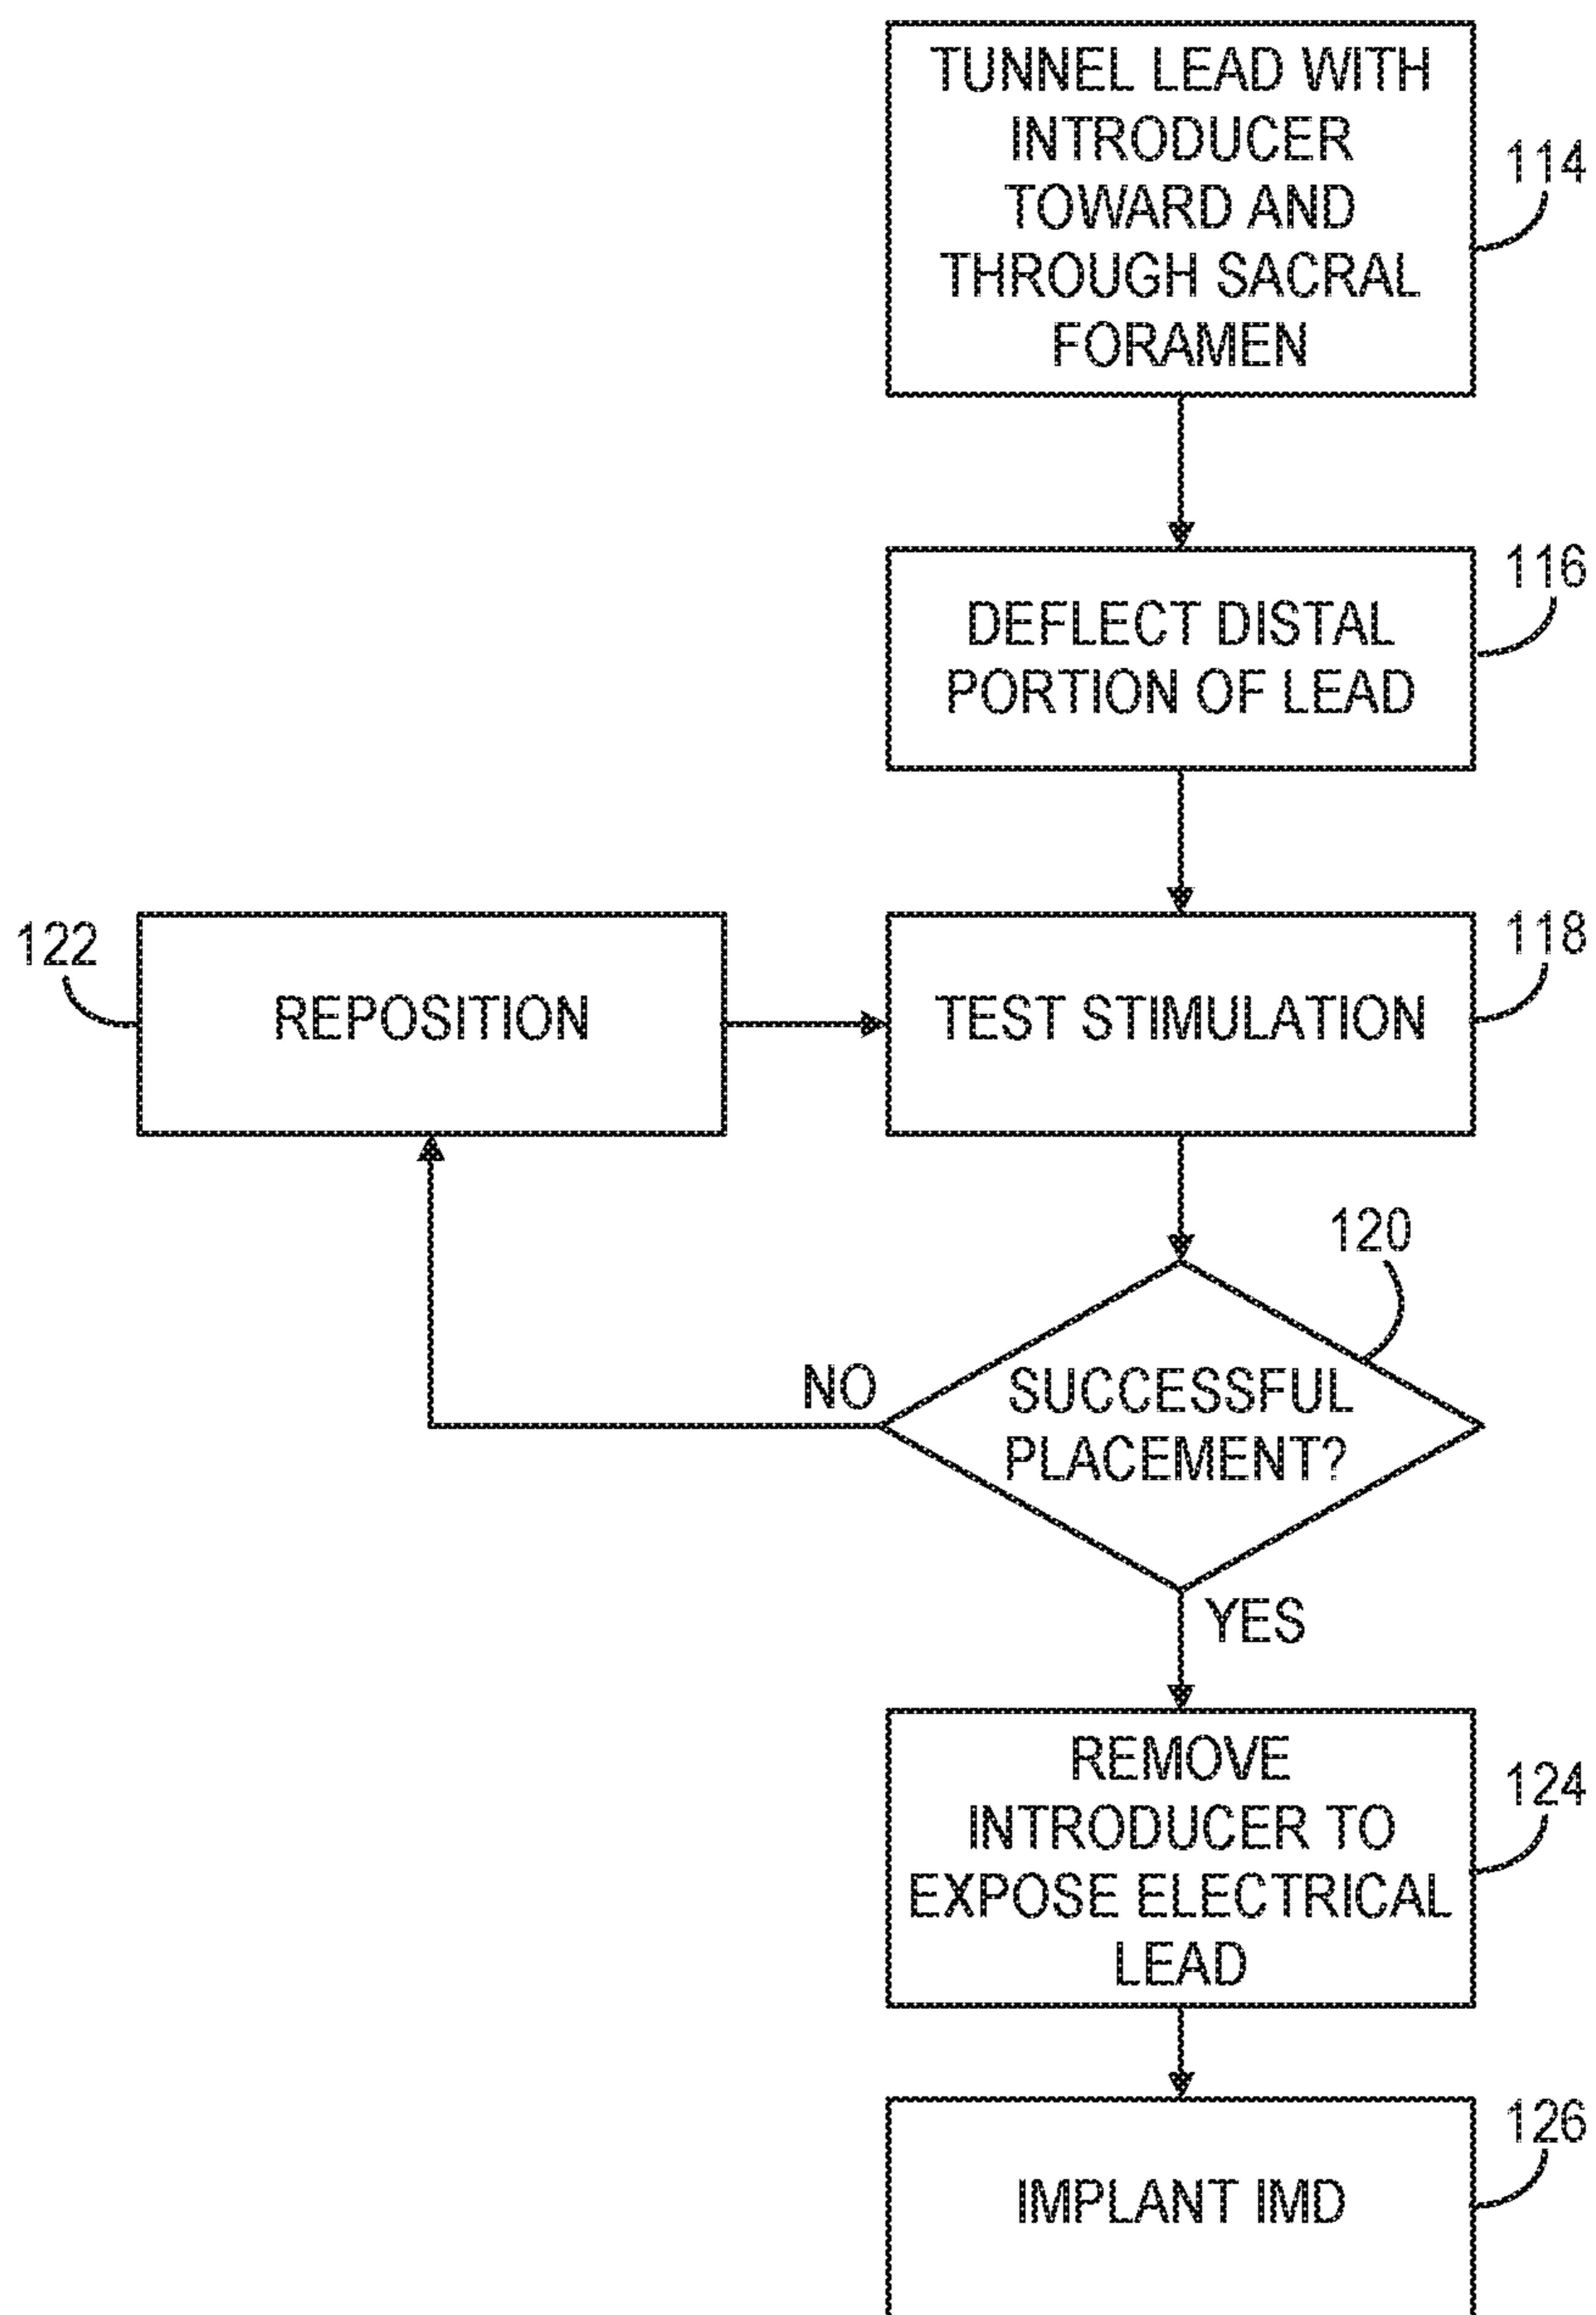 TUNNEL LEAD WITH
INTRODUCER
TOWARD AND
THROUGH SACRAL
FORAMEN
114
DEFLECT DISTAL
PORTION OF LEAD
116
122
REPOSITION
TEST STIMULATION
118
120
NO
SUCCESSFUL
PLACEMENT?
YES
REMOVE
INTRODUCER TO
EXPOSE ELECTRICAL
LEAD
124
IMPLANT IMD
126